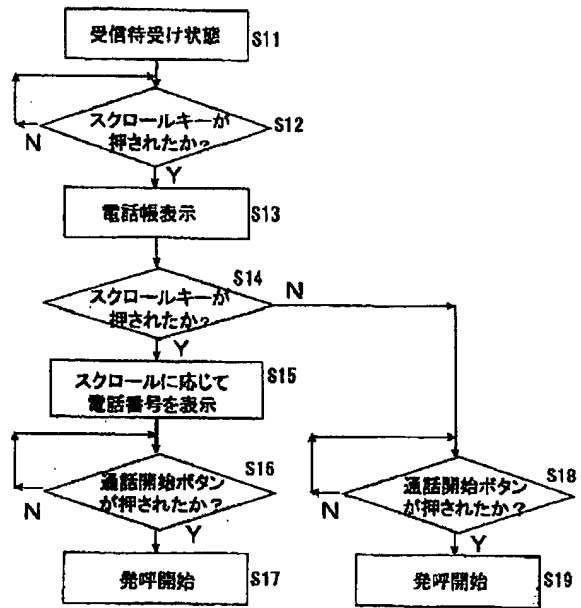 受信待受け状態 S11
スクロールキーが
押されたか? S12
N
Y
電話帳表示 S13
S14
スクロールキーが
押されたか?
N
Y
スクロールに応じて
電話番号を表示 S15
通話開始ボタン
が押されたか? S16
N
Y
発呼開始 S17
通話開始ボタン
が押されたか? S18
N
Y
発呼開始 S19